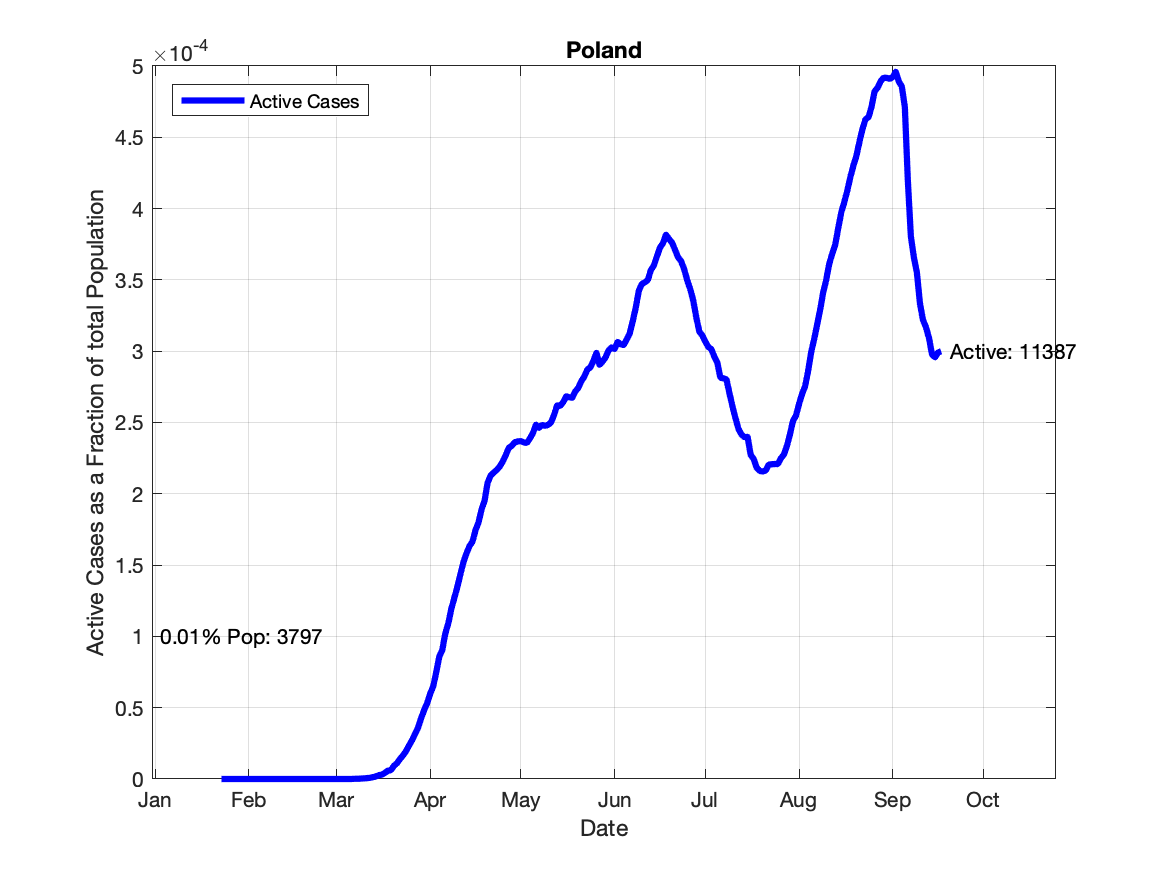 Poland
×10-4
5
4.5
4
3.5
3
2.5
2
1.5
1
0.5
0
Active Cases as a Fraction of total Population
Active Cases
0.01% Pop: 3797
Active: 11387
Jan Feb Mar Apr May Jun Jul Aug Sep Oct
Date